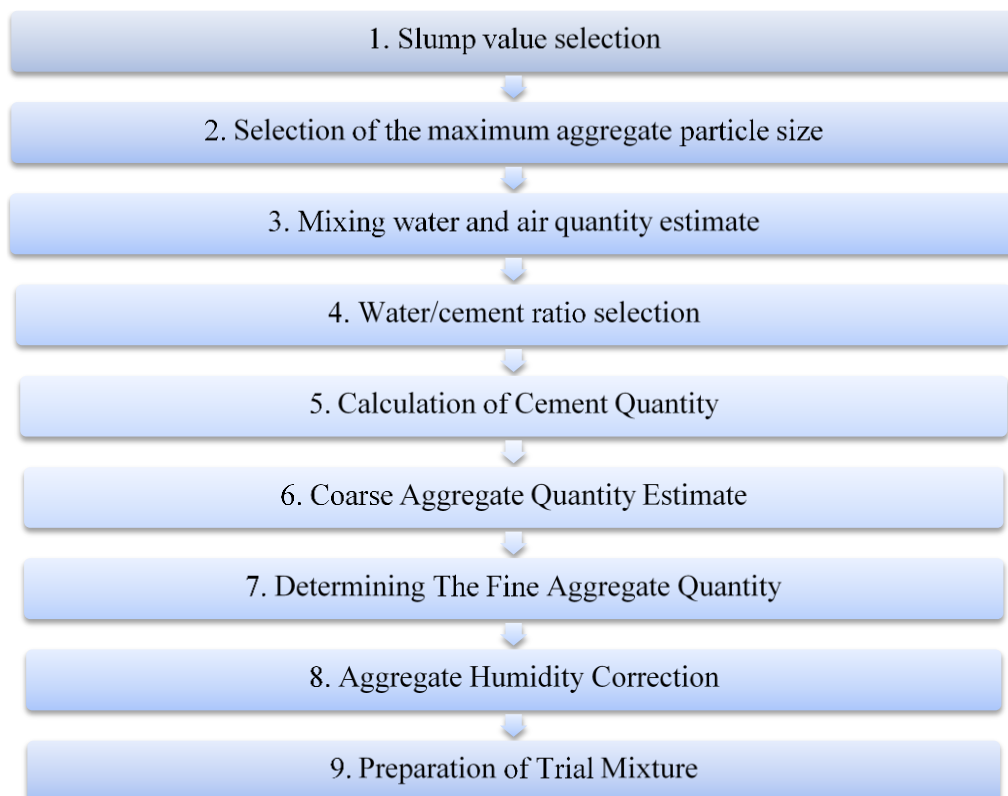 1. Slump value selection
2. Selection of the maximum aggregate particle size
3. Mixing water and air quantity estimate
4. Water/cement ratio selection
5. Calculation of Cement Quantity
6. Coarse Aggregate Quantity Estimate
7. Determining The Fine Aggregate Quantity
8. Aggregate Humidity Correction
9. Preparation of Trial Mixture